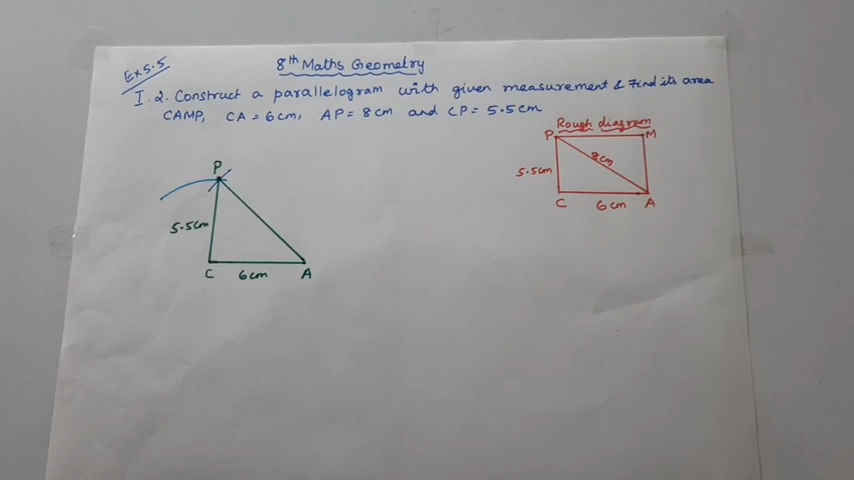 Ex 5.5
8th Maths Geometry
I. 2. Construct a parallelogram with given measurement & Find its area
CAMP, CA = 6cm, AP = 8cm and CP = 5.5cm
Rough diagram
P M
8cm
5.5cm
C 6cm A
P
5.5cm
C 6cm A